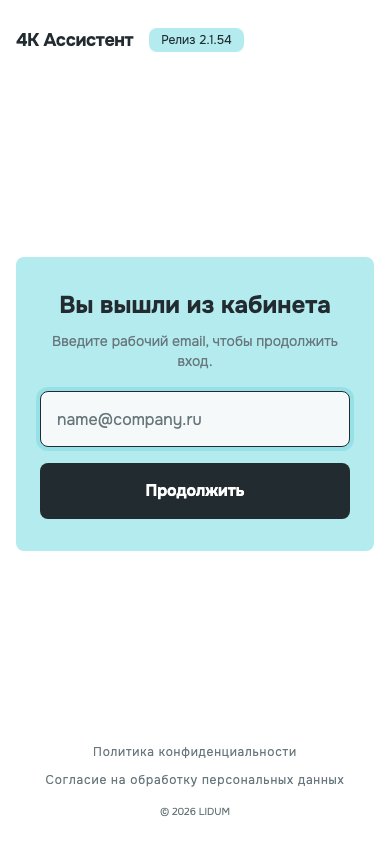 4К Ассистент
Релиз 2.1.54
Вы вышли из кабинета
Введите рабочий email, чтобы продолжить
вход.
name@company.ru
Продолжить
Политика конфиденциальности
Согласие на обработку персональных данных
© 2026 LIDUM